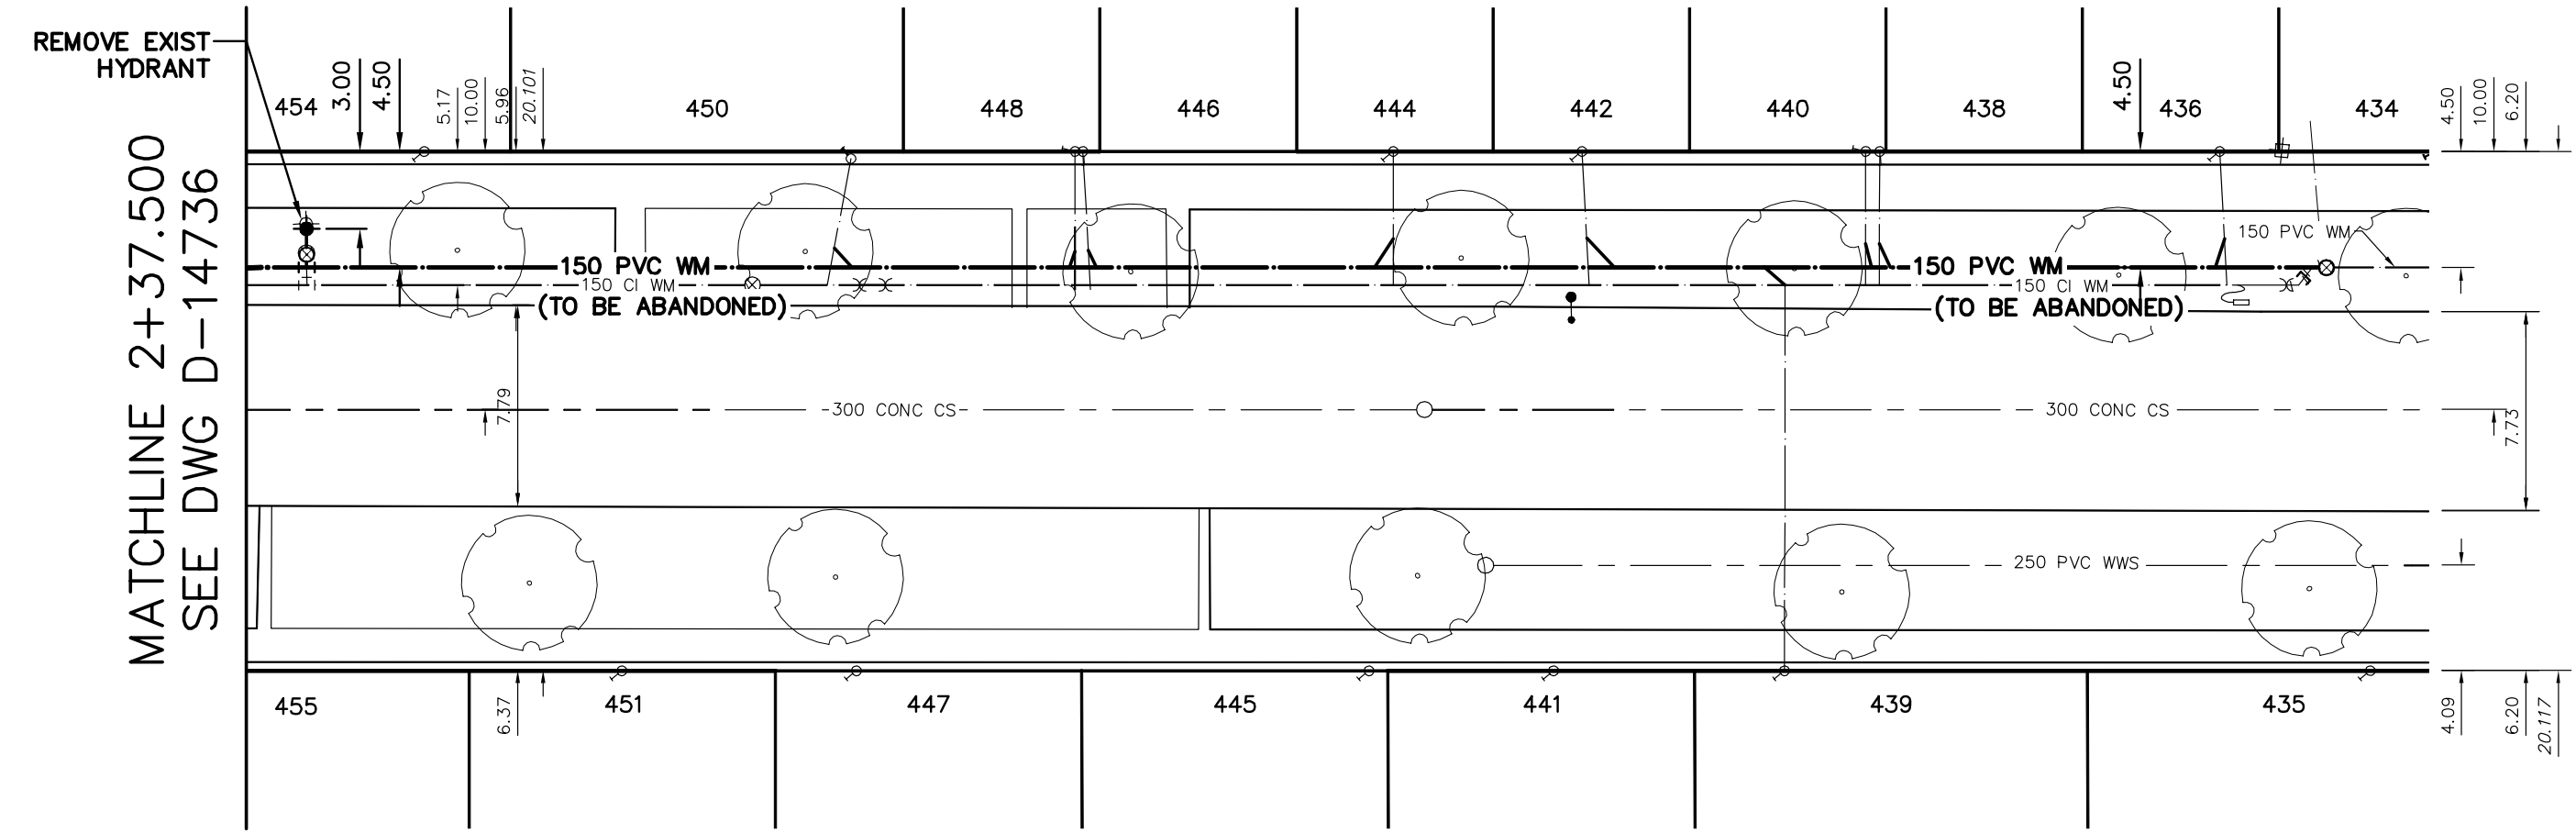 REMOVE EXIST
HYDRANT
MATCHLINE 2+37.500
SEE DWG D-14736
454
3.00
4.50
5.17
10.00
5.96
20.101
450
448
446
444
442
440
438
4.50
436
434
4.50
10.00
6.20
150 PVC WM
150 PVC WM
150 CI WM
(TO BE ABANDONED)
150 PVC WM
150 CI WM
(TO BE ABANDONED)
7.79
300 CONC CS
300 CONC CS
7.73
250 PVC WWS
455
6.37
451
447
445
441
439
435
4.09
6.20
20.117